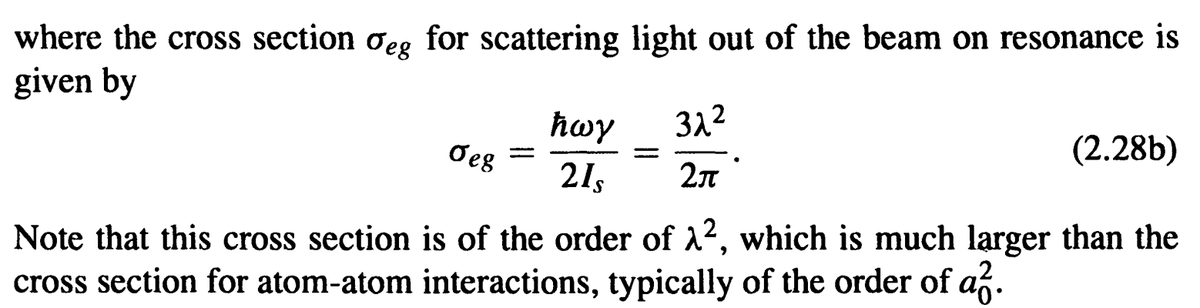 where the cross section σ_eg for scattering light out of the beam on resonance is
given by
σ_eg = ħωγ / 2I_s = 3λ² / 2π . (2.28b)
Note that this cross section is of the order of λ², which is much larger than the
cross section for atom-atom interactions, typically of the order of a₀².